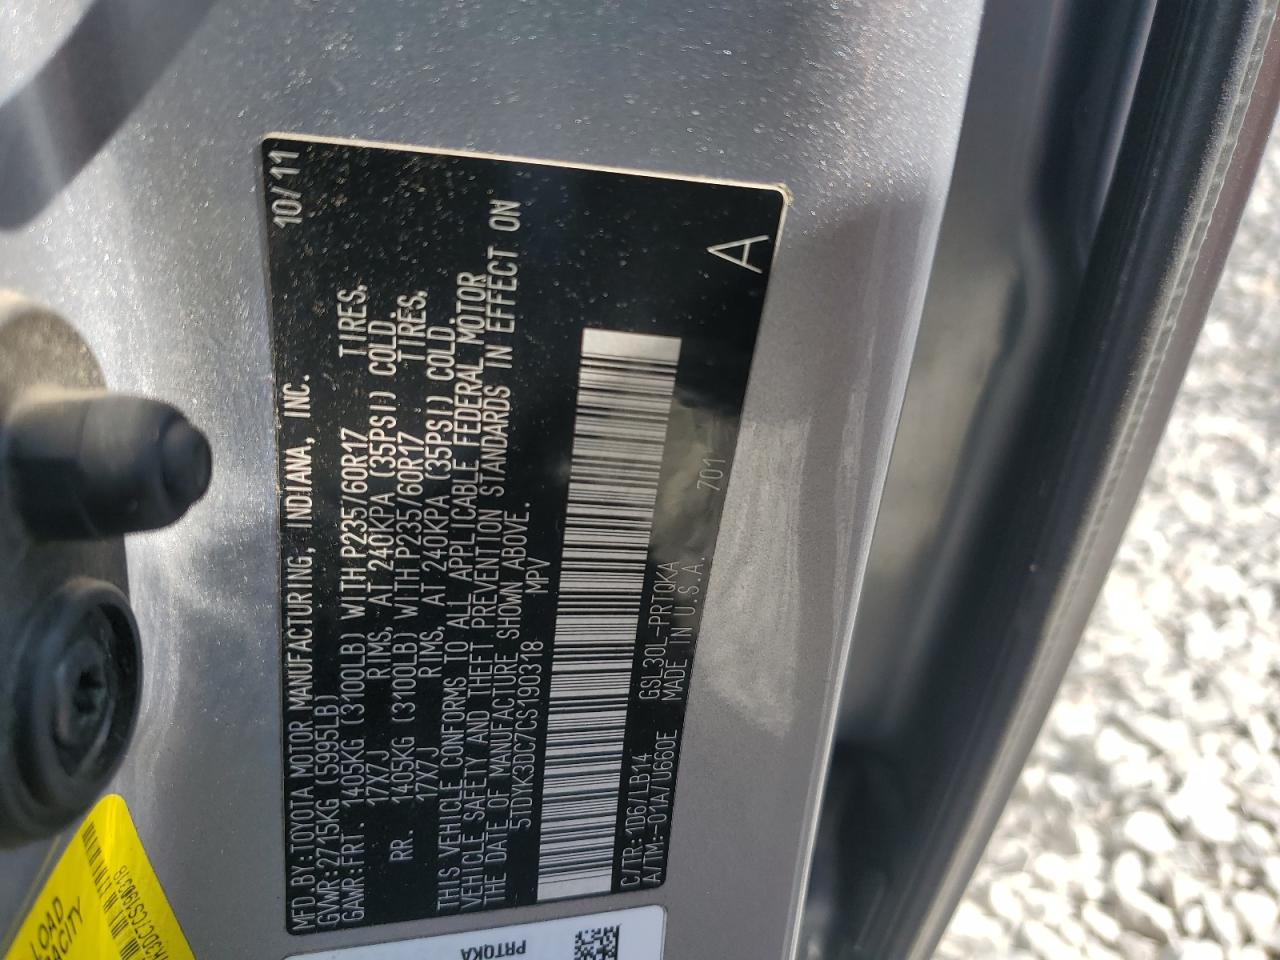 MFD. BY: TOYOTA MOTOR MANUFACTURING, INDIANA, INC. 10/11
GVWR: 2715KG (5995LB)
GAWR: FRT. 1405KG (3100LB) WITH P235/60R17 TIRES,
17X7J RIMS, AT 240KPA (35PSI) COLD.
RR. 1405KG (3100LB) WITH P235/60R17 TIRES,
17X7J RIMS, AT 240KPA (35PSI) COLD.
THIS VEHICLE CONFORMS TO ALL APPLICABLE FEDERAL MOTOR
VEHICLE SAFETY AND THEFT PREVENTION STANDARDS IN EFFECT ON
THE DATE OF MANUFACTURE SHOWN ABOVE.
5TDYK3DC7CS190318 MPV
C/TR: 1D6/LB14 GSL30L-PRTQKA
A/TM: -01A/U660E MADE IN U.S.A. 701
A
PRTQKA
LOAD